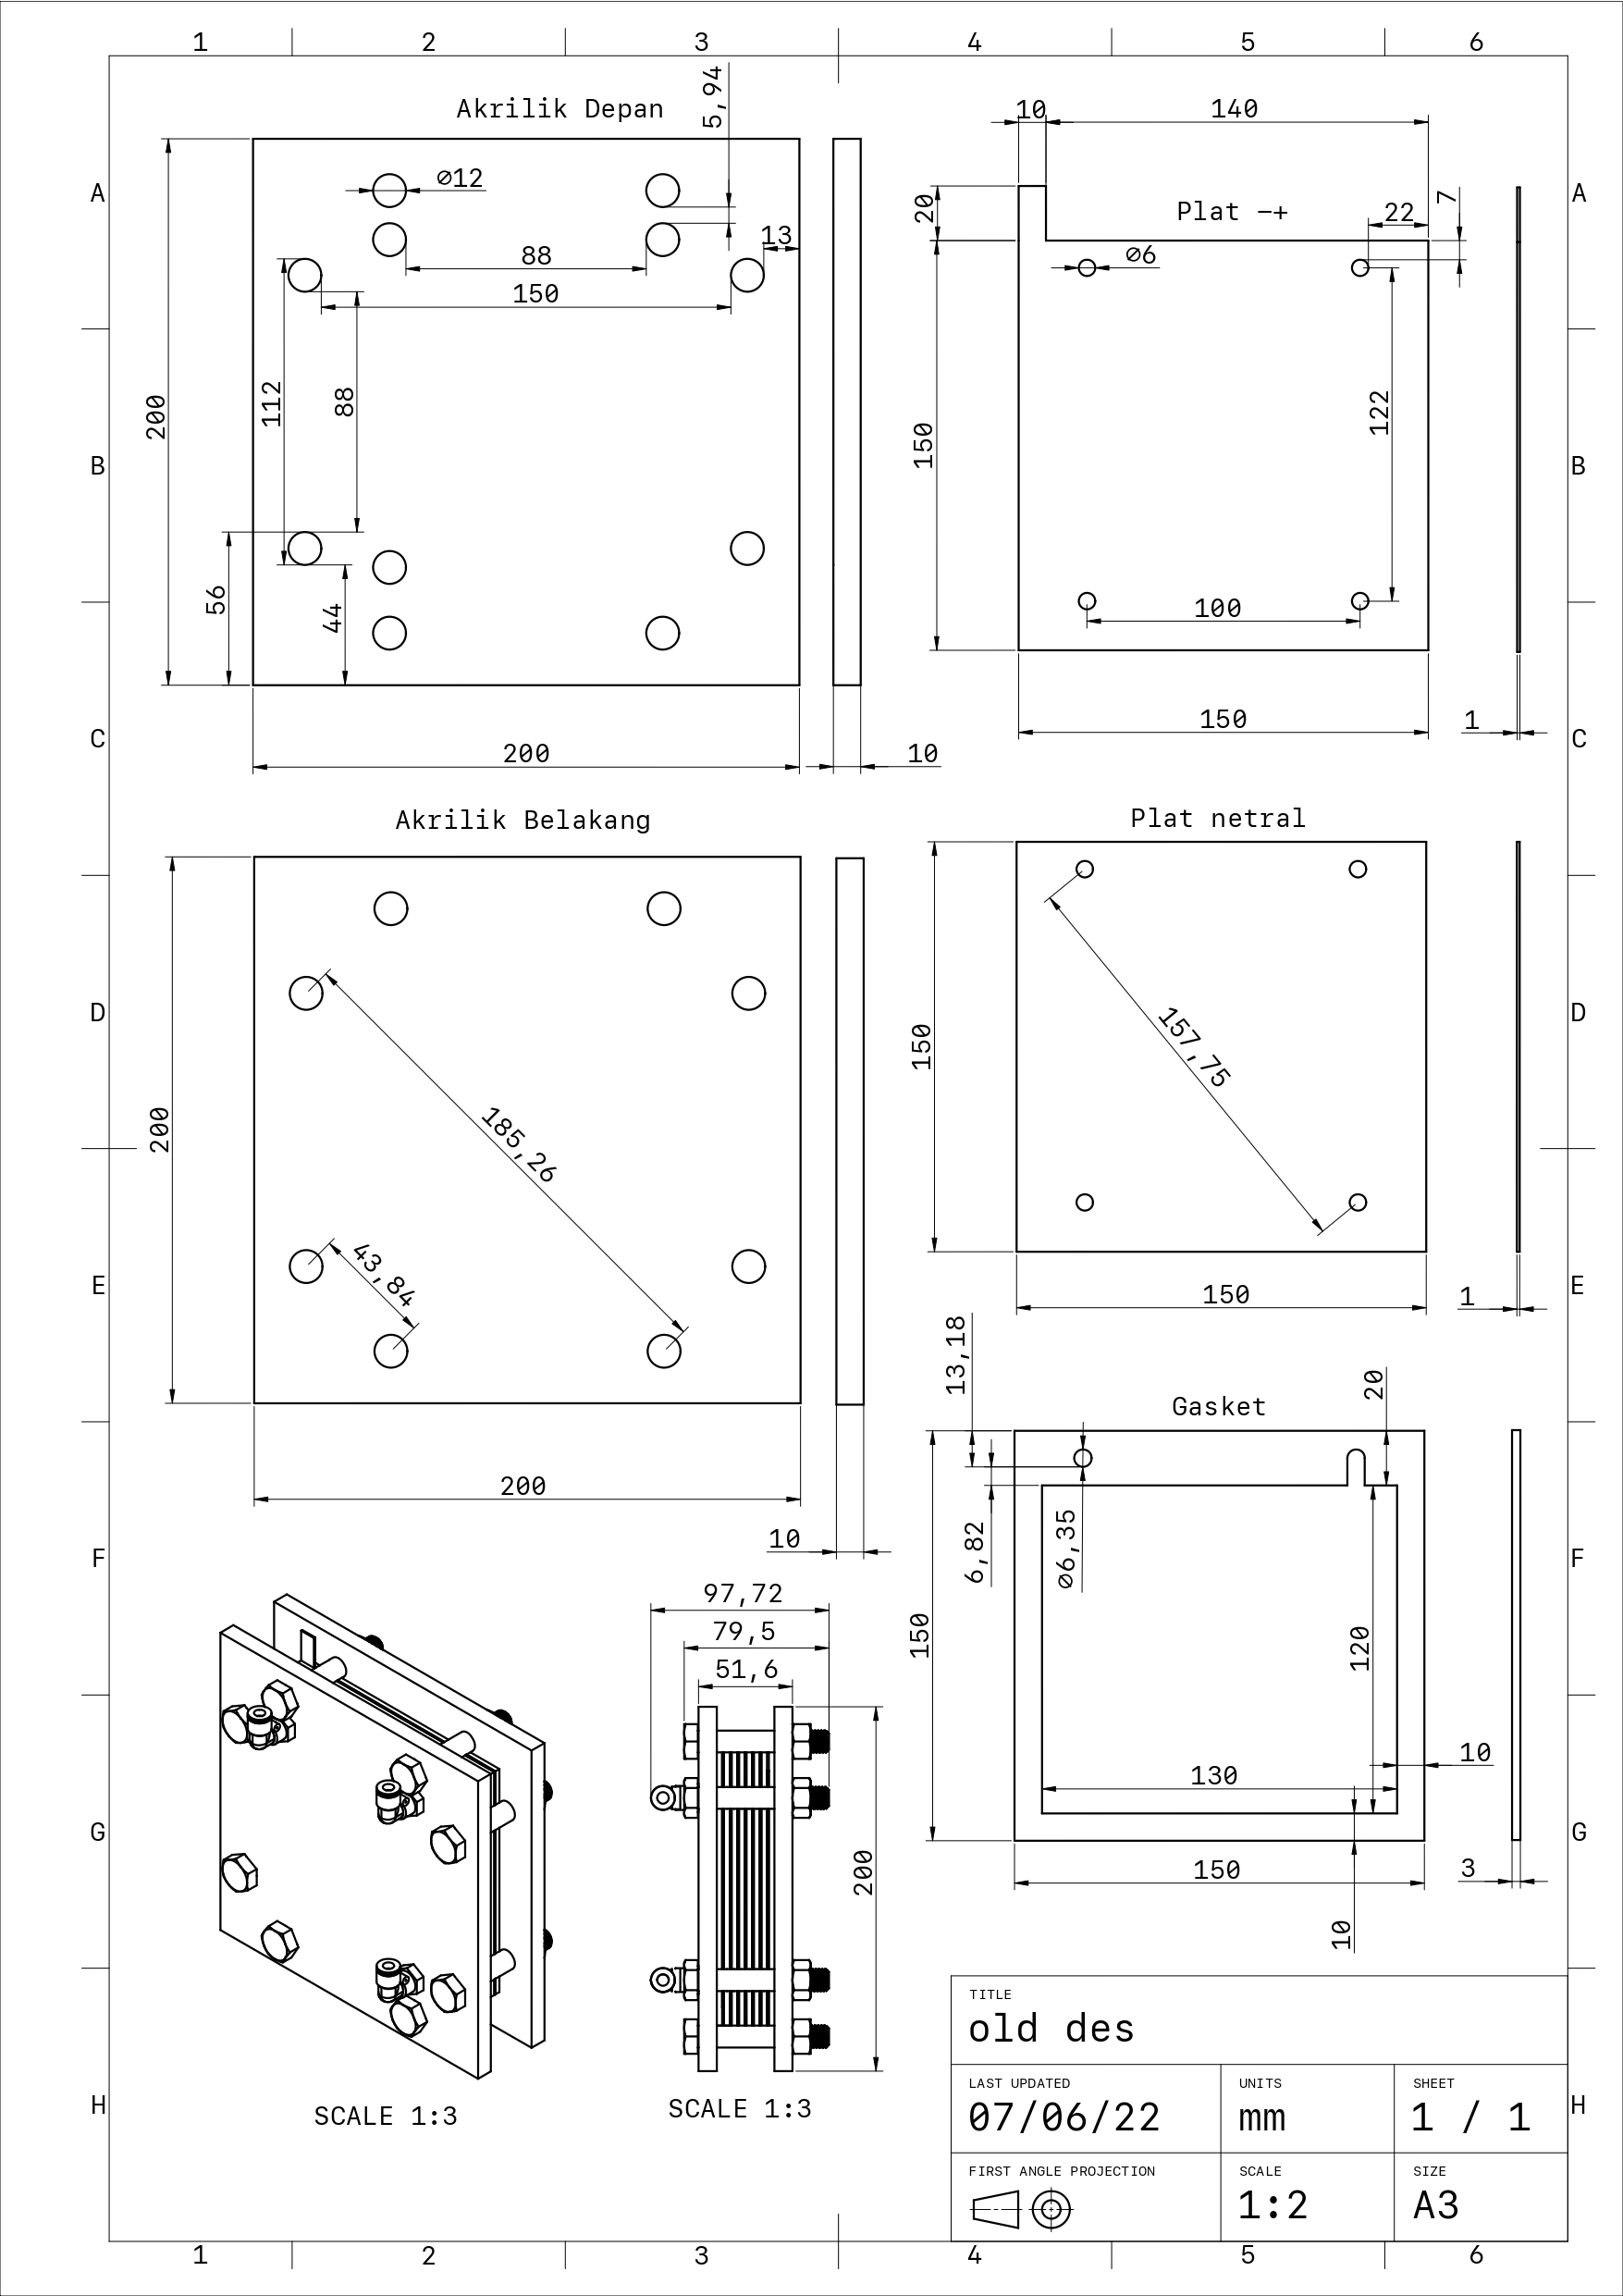 1 2 3 4 5 6
A A
B B
C C
D D
E E
F F
G G
H H
Akrilik Depan
5,94
⌀12
13
88
150
112
88
200
56
44
200
10
10
140
20
Plat −+
7
22
⌀6
150
122
100
150
1
Akrilik Belakang
200
185,26
43,84
200
10
Plat netral
150
157,75
150
1
Gasket
13,18
20
6,82
⌀6,35
150
120
130
10
150
10
3
97,72
79,5
51,6
200
SCALE 1:3
SCALE 1:3
TITLE
old des
LAST UPDATED UNITS SHEET
07/06/22 mm 1 / 1
FIRST ANGLE PROJECTION SCALE SIZE
1:2 A3
1 2 3 4 5 6